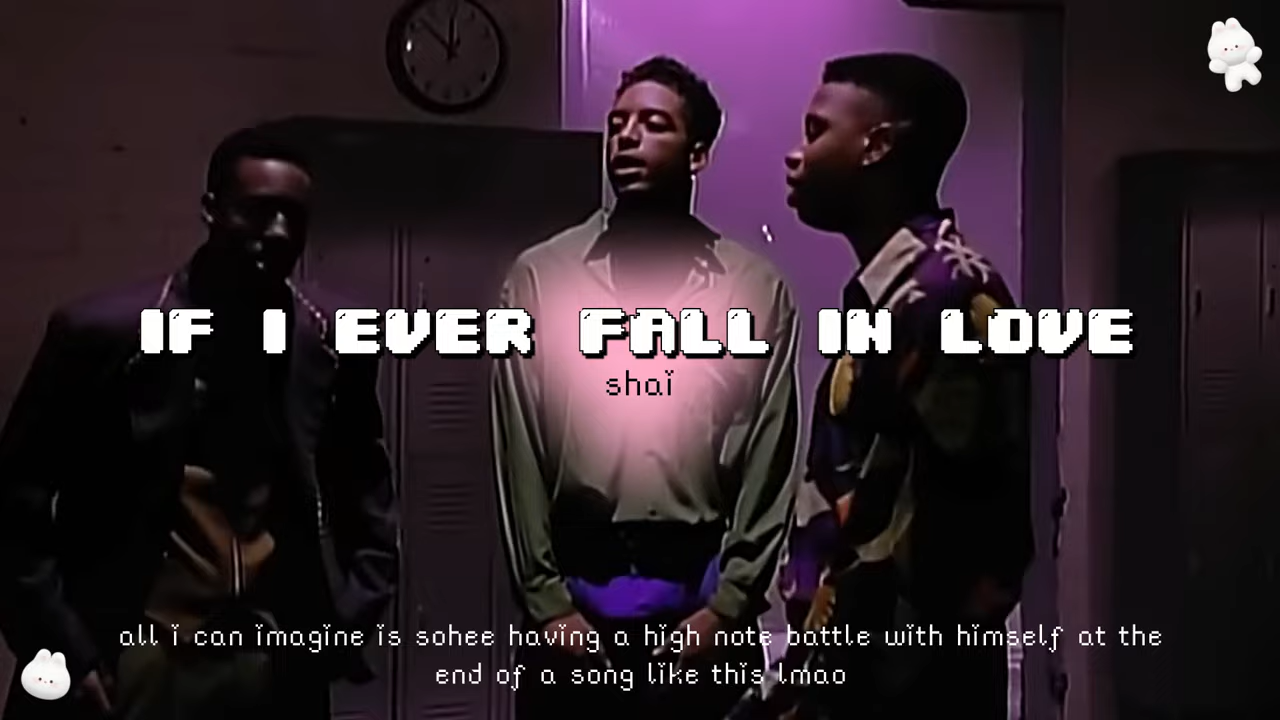 IF I EVER FALL IN LOVE
shai
all i can imagine is sohee having a high note battle with himself at the
end of a song like this lmao